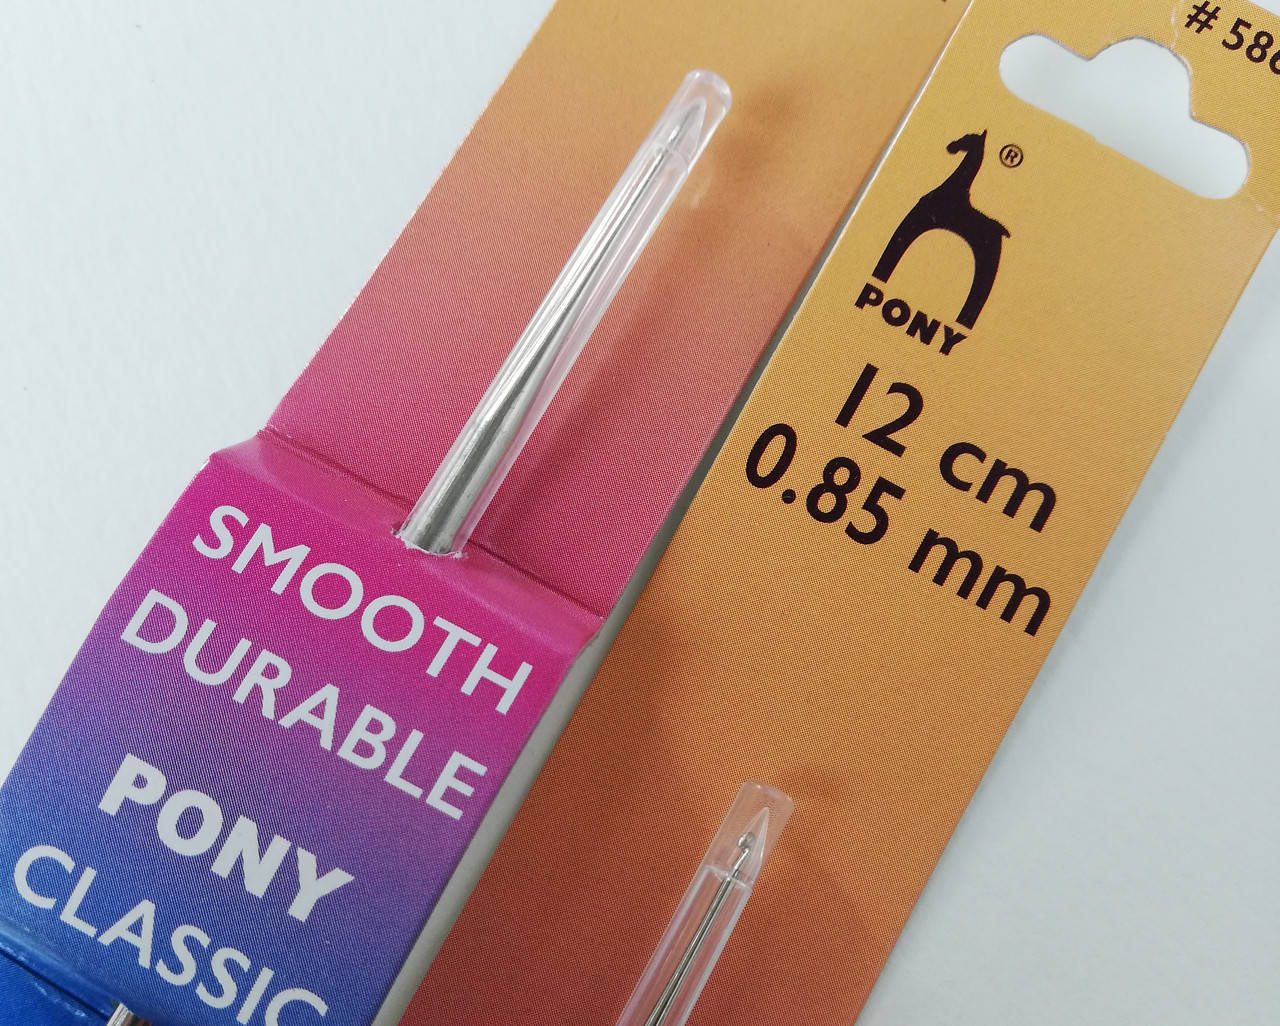 SMOOTH
DURABLE
PONY
CLASSIC
®
PONY
12 cm
0.85 mm